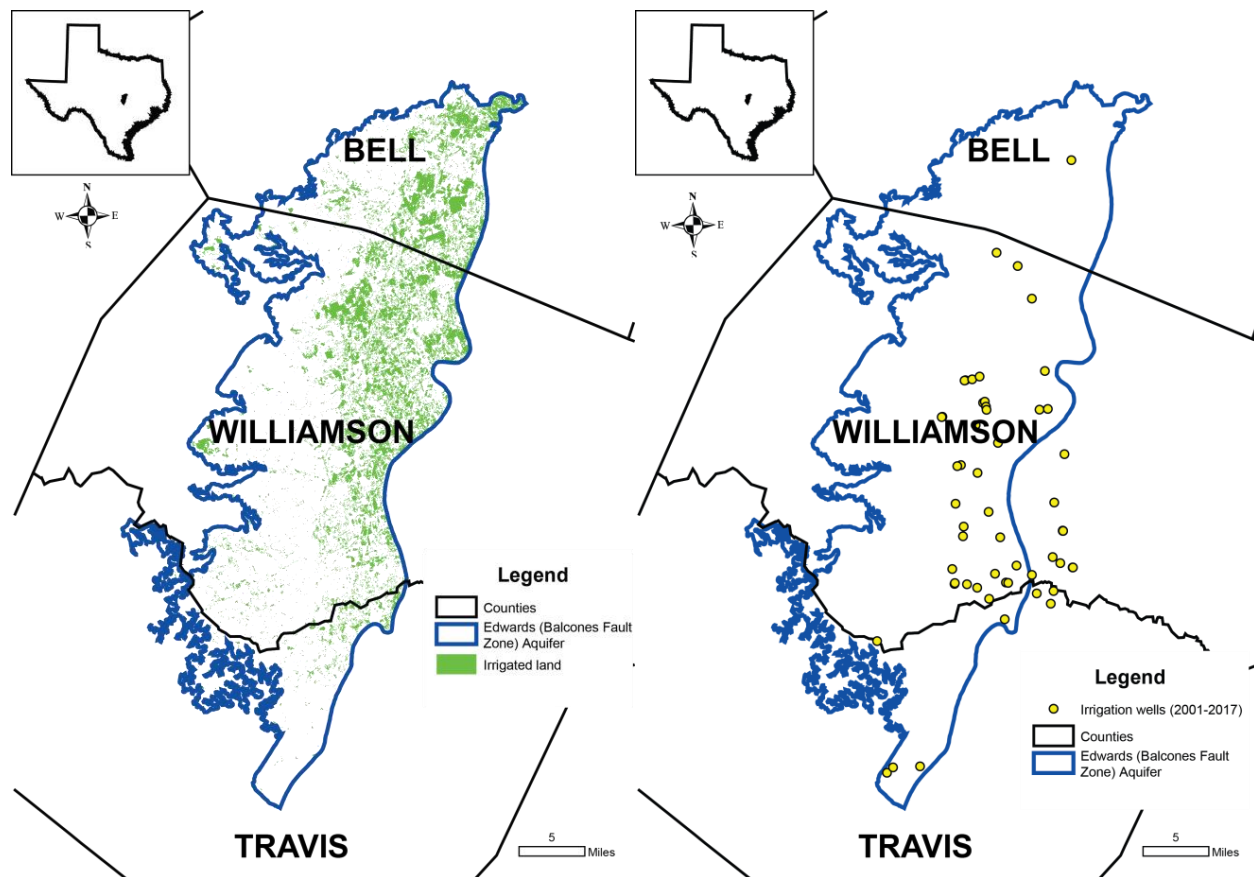 BELL
N
W E
S
WILLIAMSON
Legend
Counties
Edwards (Balcones Fault
Zone) Aquifer
Irrigated land
TRAVIS
5
Miles
BELL
N
W E
S
WILLIAMSON
Legend
Irrigation wells (2001-2017)
Counties
Edwards (Balcones Fault
Zone) Aquifer
TRAVIS
5
Miles